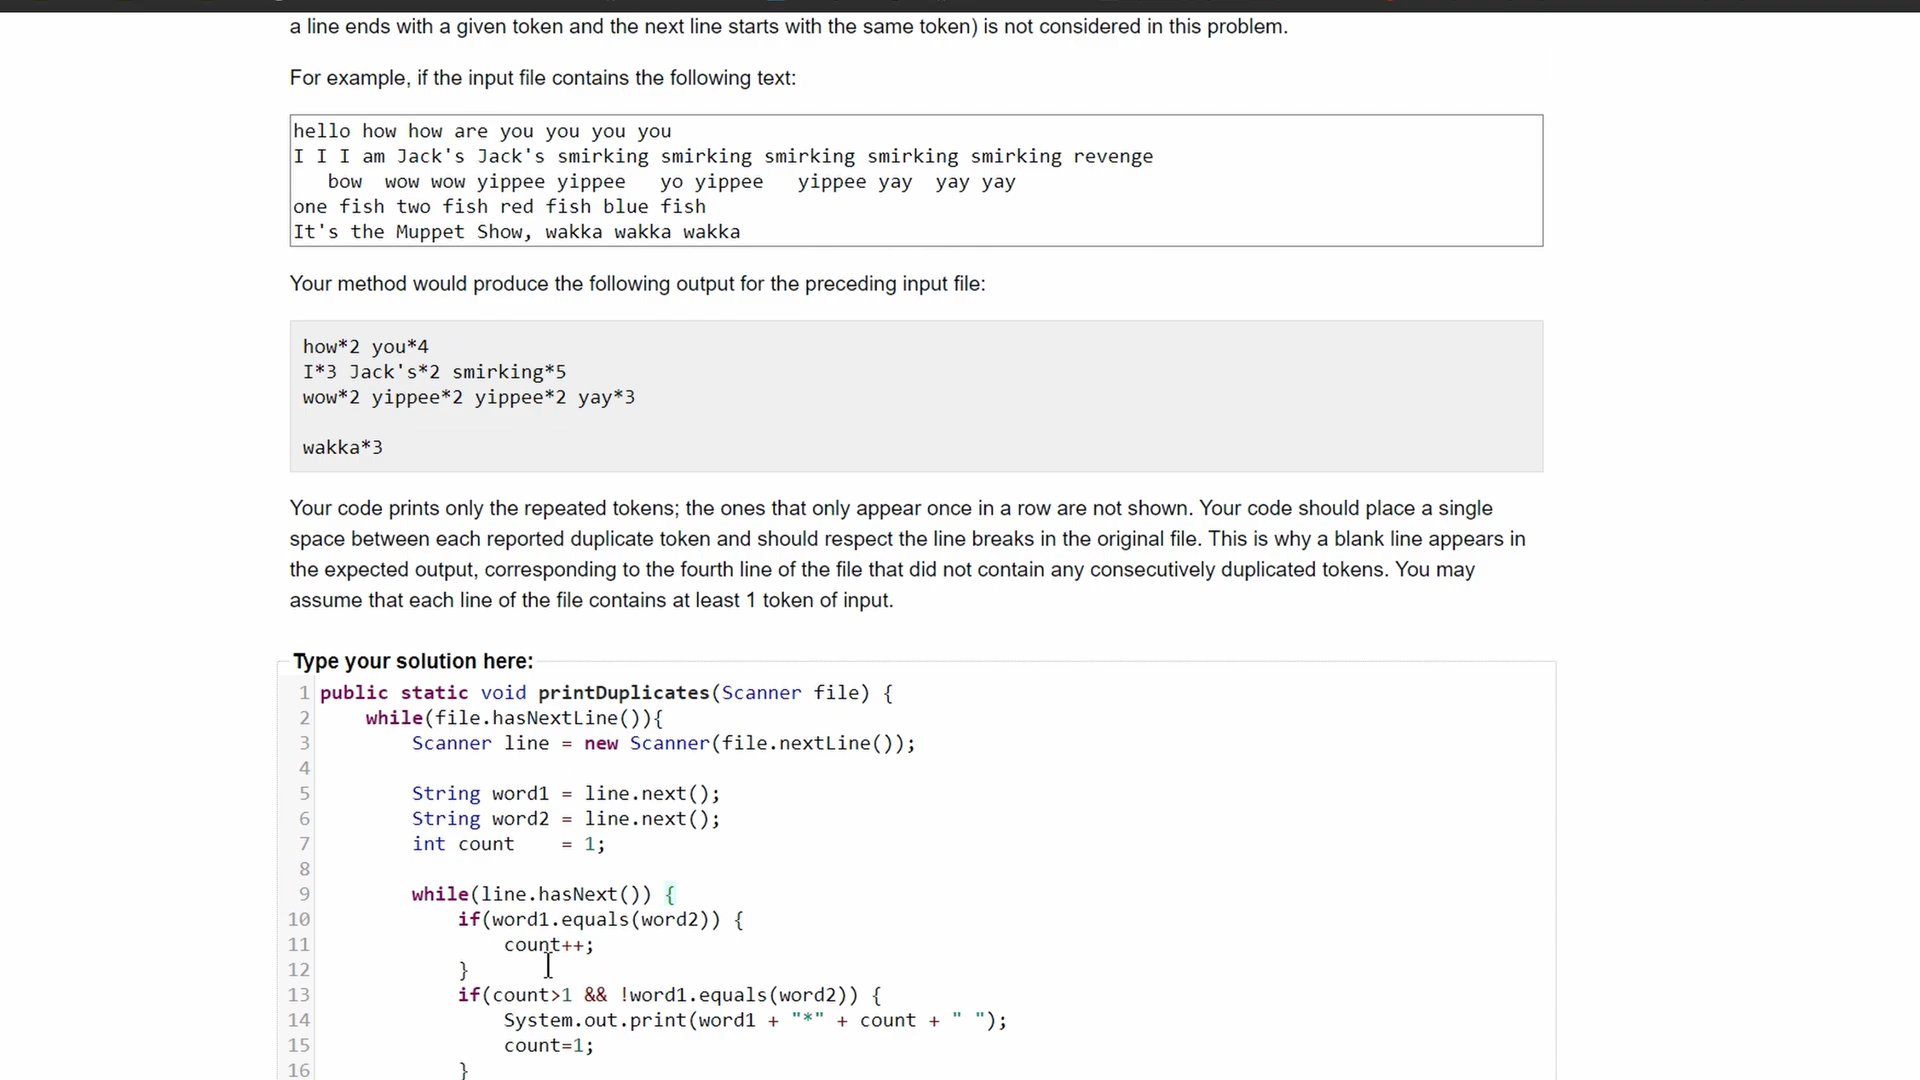 a line ends with a given token and the next line starts with the same token) is not considered in this problem.
For example, if the input file contains the following text:
hello how how are you you you you
I I I am Jack's Jack's smirking smirking smirking smirking smirking revenge
   bow  wow wow yippee yippee   yo yippee   yippee yay  yay yay
one fish two fish red fish blue fish
It's the Muppet Show, wakka wakka wakka
Your method would produce the following output for the preceding input file:
how*2 you*4
I*3 Jack's*2 smirking*5
wow*2 yippee*2 yippee*2 yay*3
wakka*3
Your code prints only the repeated tokens; the ones that only appear once in a row are not shown. Your code should place a single
space between each reported duplicate token and should respect the line breaks in the original file. This is why a blank line appears in
the expected output, corresponding to the fourth line of the file that did not contain any consecutively duplicated tokens. You may
assume that each line of the file contains at least 1 token of input.
Type your solution here:
1 public static void printDuplicates(Scanner file) {
2     while(file.hasNextLine()){
3         Scanner line = new Scanner(file.nextLine());
4
5         String word1 = line.next();
6         String word2 = line.next();
7         int count    = 1;
8
9         while(line.hasNext()) {
10             if(word1.equals(word2)) {
11                 count++;
12             }
13             if(count>1 && !word1.equals(word2)) {
14                 System.out.print(word1 + "*" + count + " ");
15                 count=1;
16             }